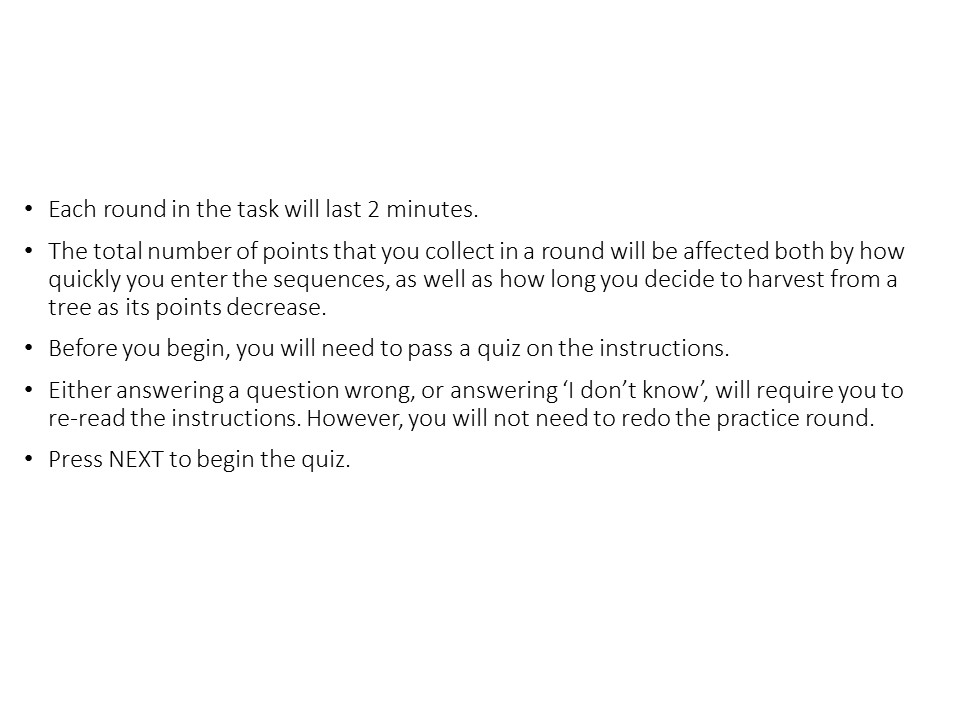 • Each round in the task will last 2 minutes.
• The total number of points that you collect in a round will be affected both by how
quickly you enter the sequences, as well as how long you decide to harvest from a
tree as its points decrease.
• Before you begin, you will need to pass a quiz on the instructions.
• Either answering a question wrong, or answering ‘I don’t know’, will require you to
re-read the instructions. However, you will not need to redo the practice round.
• Press NEXT to begin the quiz.